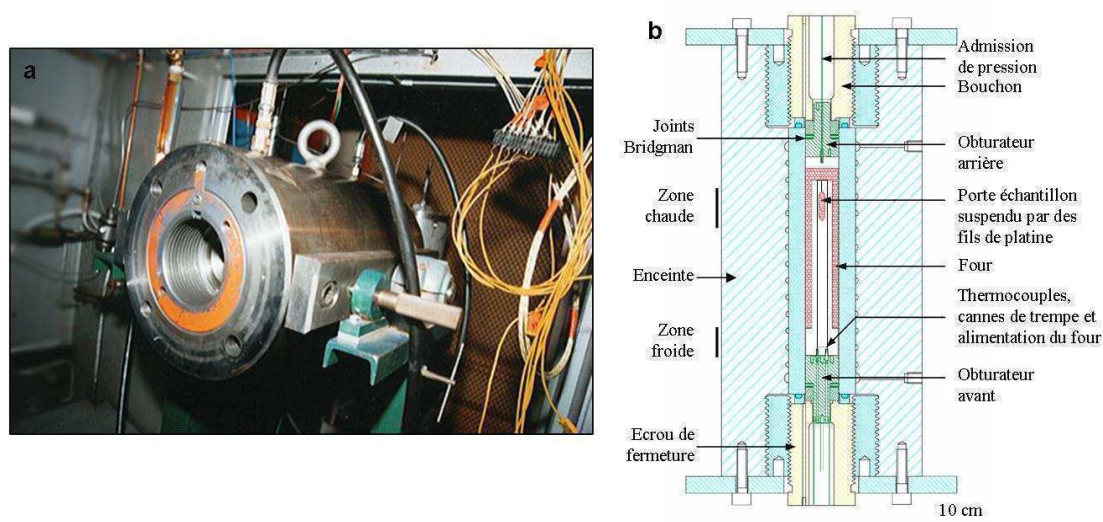 a
b
Admission
de pression
Bouchon
Joints
Bridgman
Obturateur
arrière
Zone
chaude
Porte échantillon
suspendu par des
fils de platine
Enceinte
Four
Thermocouples,
cannes de trempe et
alimentation du four
Zone
froide
Obturateur
avant
Ecrou de
fermeture
10 cm